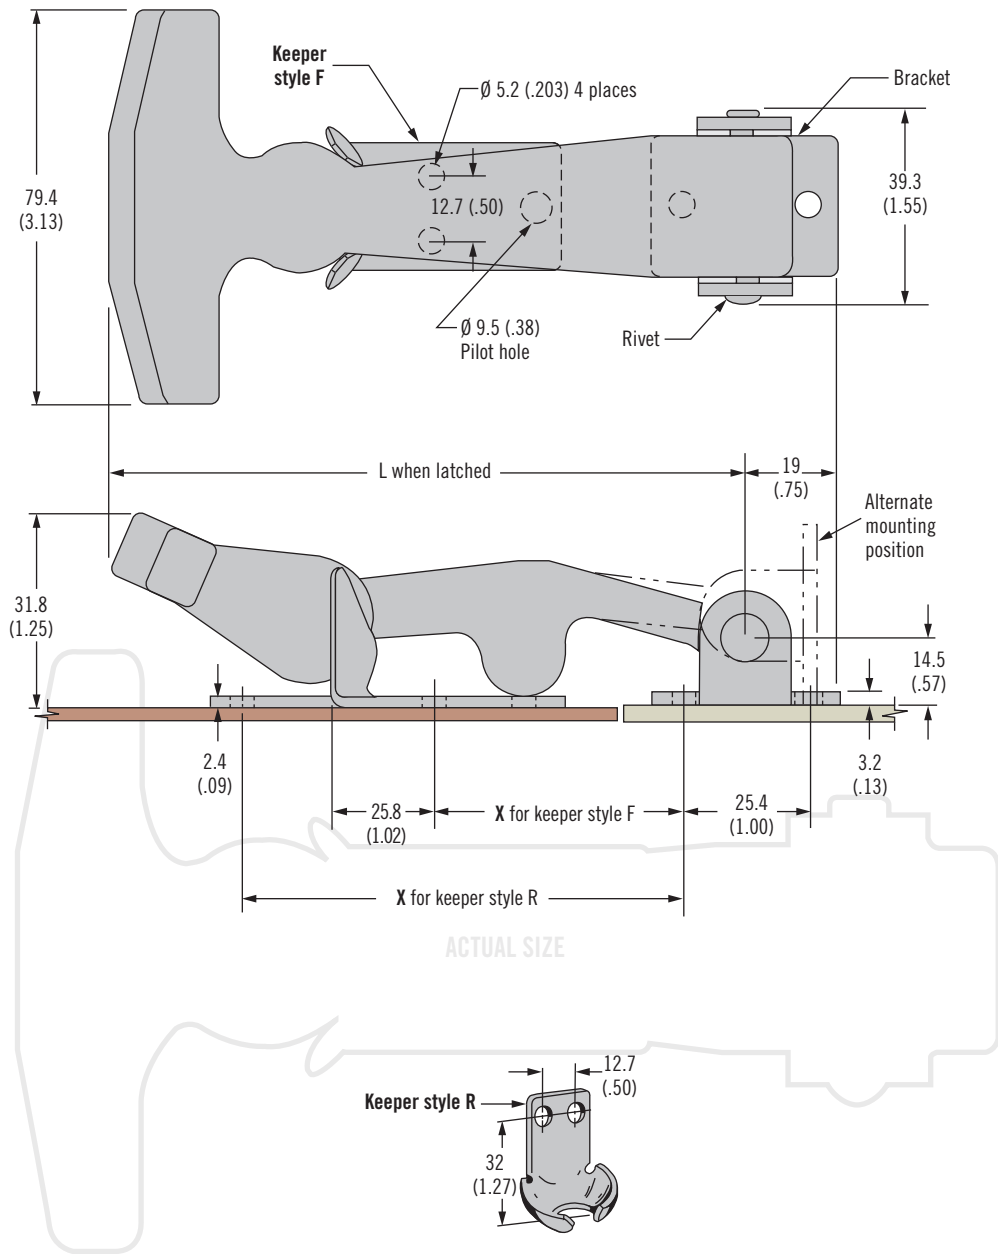 Keeper
style F
Ø 5.2 (.203) 4 places
Bracket
79.4
(3.13)
12.7 (.50)
39.3
(1.55)
Ø 9.5 (.38)
Pilot hole
Rivet
L when latched
19
(.75)
Alternate
mounting
position
31.8
(1.25)
14.5
(.57)
2.4
(.09)
3.2
(.13)
25.8
(1.02)
X for keeper style F
25.4
(1.00)
X for keeper style R
ACTUAL SIZE
12.7
(.50)
Keeper style R
32
(1.27)